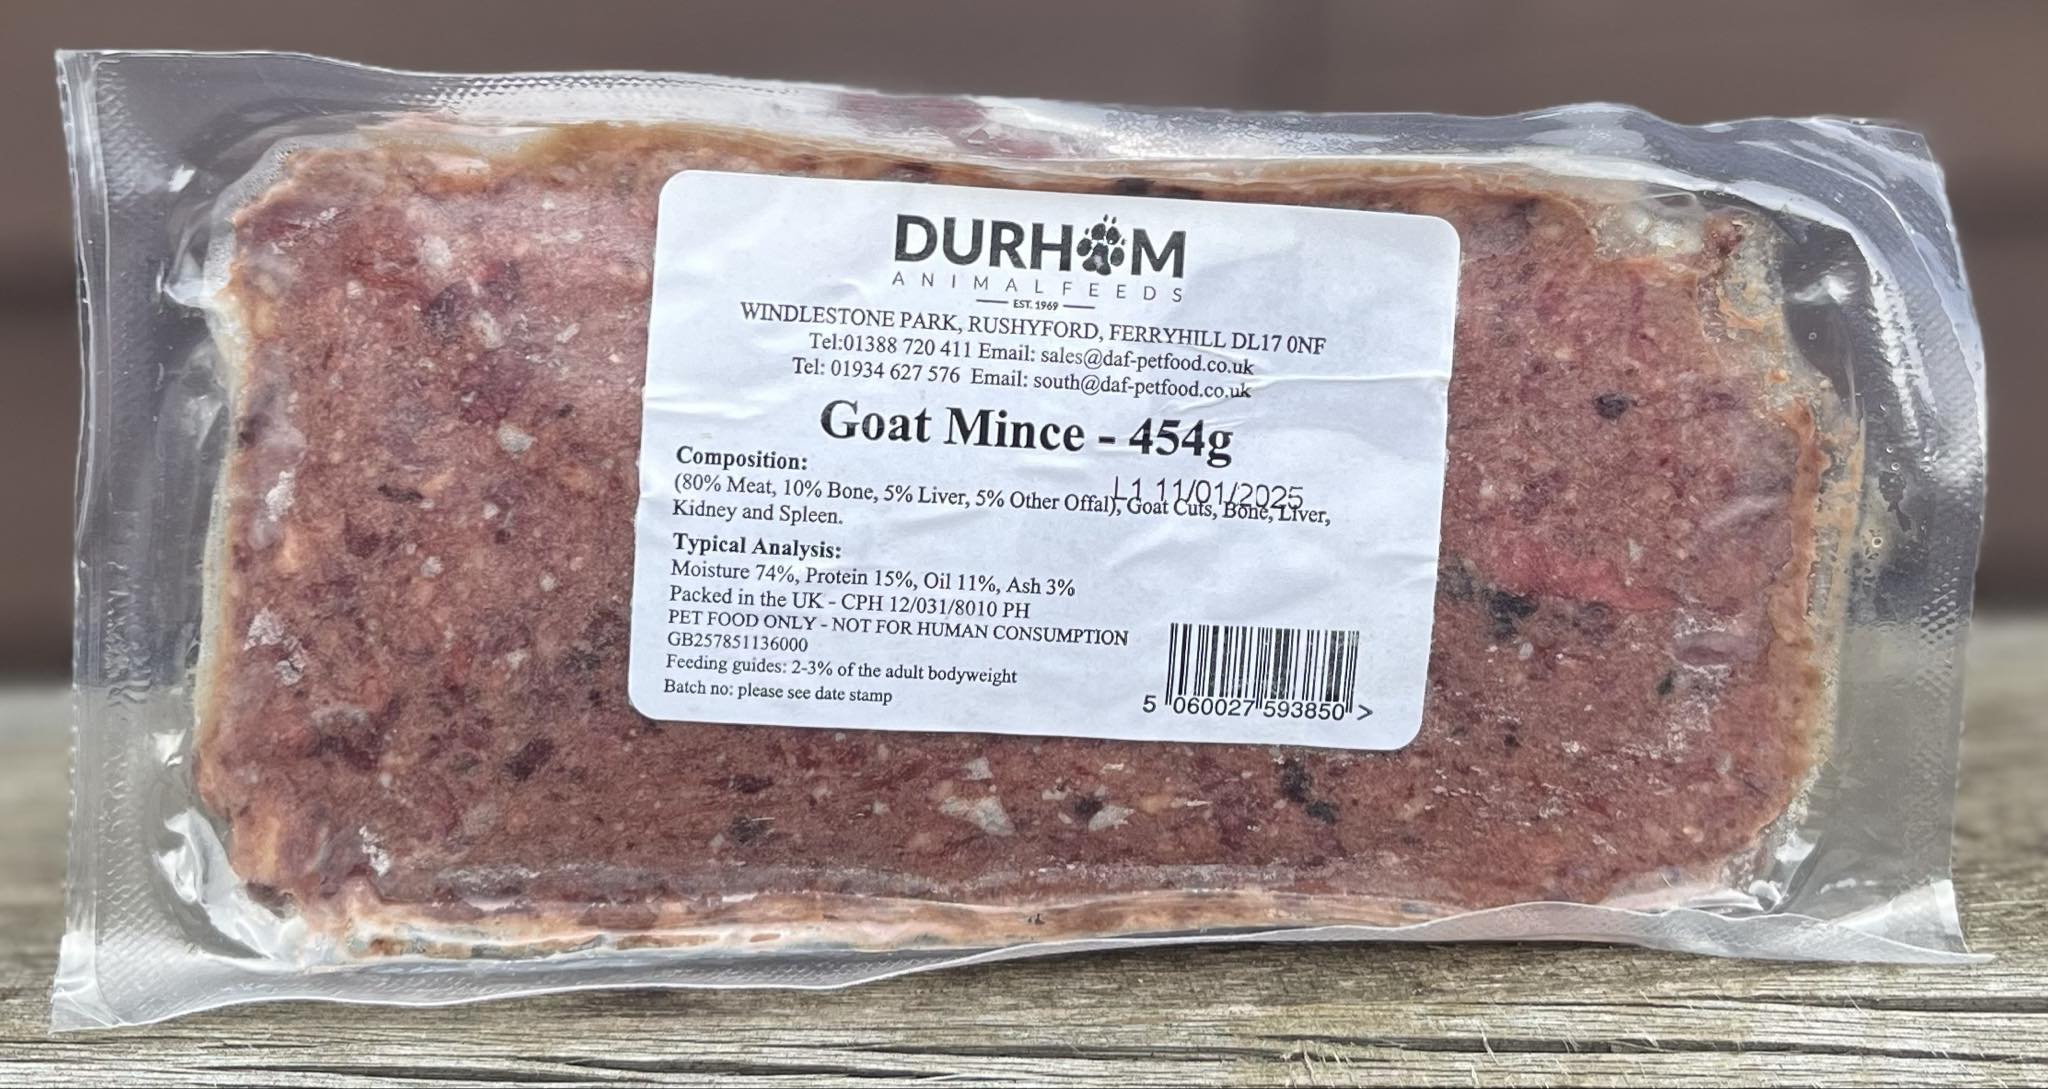 DURHAM
ANIMALFEEDS
EST. 1969
WINDLESTONE PARK, RUSHYFORD, FERRYHILL DL17 0NF
Tel:01388 720 411 Email: sales@daf-petfood.co.uk
Tel: 01934 627 576 Email: south@daf-petfood.co.uk
Goat Mince - 454g
Composition:
L1 11/01/2025
(80% Meat, 10% Bone, 5% Liver, 5% Other Offal), Goat Cuts, Bone, Liver,
Kidney and Spleen.
Typical Analysis:
Moisture 74%, Protein 15%, Oil 11%, Ash 3%
Packed in the UK - CPH 12/031/8010 PH
PET FOOD ONLY - NOT FOR HUMAN CONSUMPTION
GB257851136000
Feeding guides: 2-3% of the adult bodyweight
Batch no: please see date stamp
5 060027 593850 >